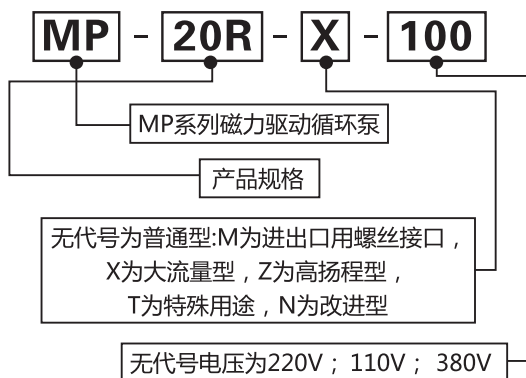 MP - 20R - X - 100
MP系列磁力驱动循环泵
产品规格
无代号为普通型:M为进出口用螺丝接口，
X为大流量型，Z为高扬程型，
T为特殊用途，N为改进型
无代号电压为220V； 110V； 380V